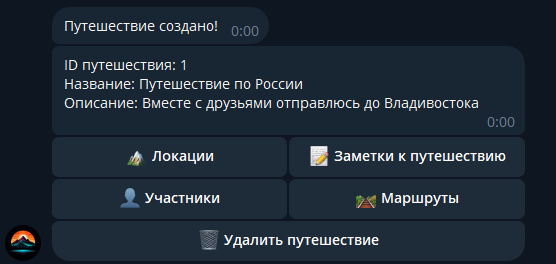 Путешествие создано!
0:00
ID путешествия: 1
Название: Путешествие по России
Описание: Вместе с друзьями отправлюсь до Владивостока
0:00
Локации
Заметки к путешествию
Участники
Маршруты
Удалить путешествие